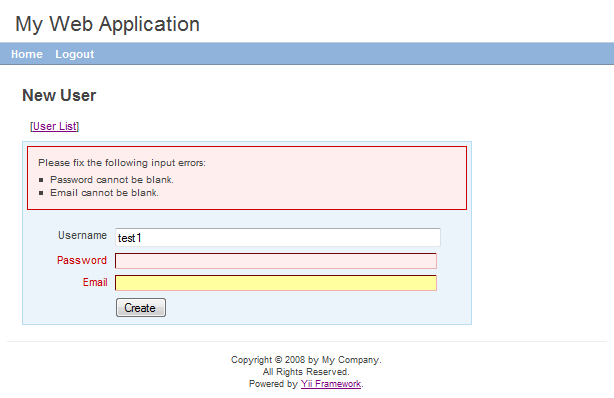 My Web Application
Home Logout
New User
[User List]
Please fix the following input errors:
Password cannot be blank.
Email cannot be blank.
Username test1
Password
Email
Create
Copyright © 2008 by My Company.
All Rights Reserved.
Powered by Yii Framework.